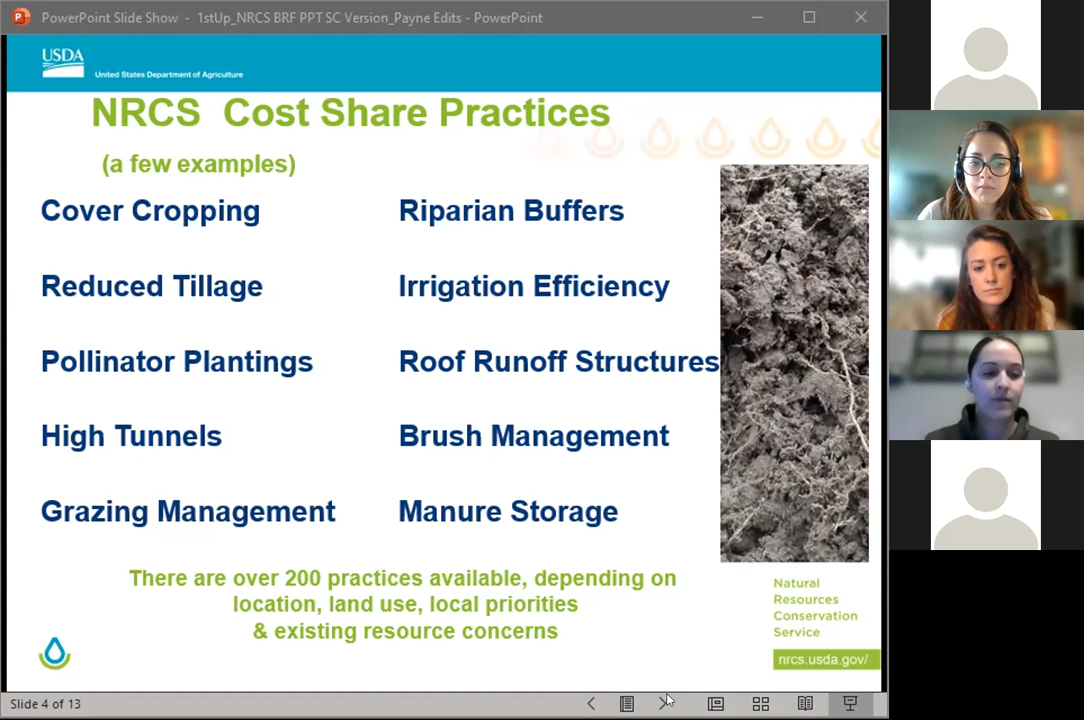 PowerPoint Slide Show - 1stUp_NRCS BRF PPT SC Version_Payne Edits - PowerPoint
USDA
United States Department of Agriculture
NRCS Cost Share Practices
(a few examples)
Cover Cropping
Riparian Buffers
Reduced Tillage
Irrigation Efficiency
Pollinator Plantings
Roof Runoff Structures
High Tunnels
Brush Management
Grazing Management
Manure Storage
There are over 200 practices available, depending on
location, land use, local priorities
& existing resource concerns
Natural
Resources
Conservation
Service
nrcs.usda.gov/
Slide 4 of 13